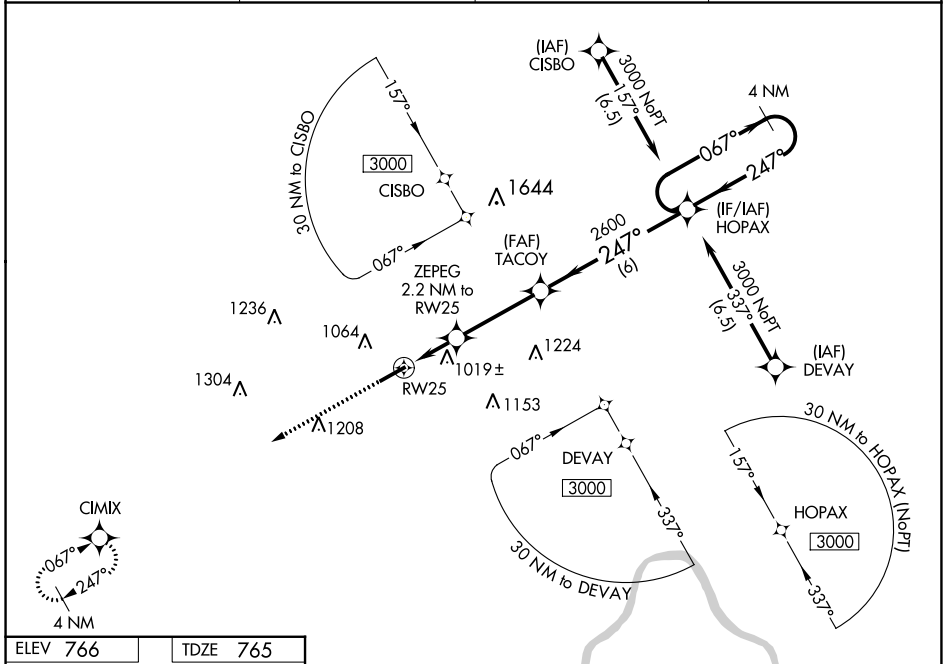 (IAF)
CISBO
3000 NoPT
157°
(6.5)
4 NM
067°
247°
(IF/IAF)
HOPAX
30 NM to CISBO
157°
3000
CISBO
067°
1644
2600
247°
(6)
(FAF)
TACOY
ZEPEG
2.2 NM to
RW25
3000 NoPT
337°
(6.5)
(IAF)
DEVAY
1236
1064
1224
1019±
RW25
1304
1153
1208
067°
DEVAY
3000
337°
30 NM to DEVAY
30 NM to HOPAX (NoPT)
157°
HOPAX
3000
337°
CIMIX
067°
247°
4 NM
ELEV 766
TDZE 765